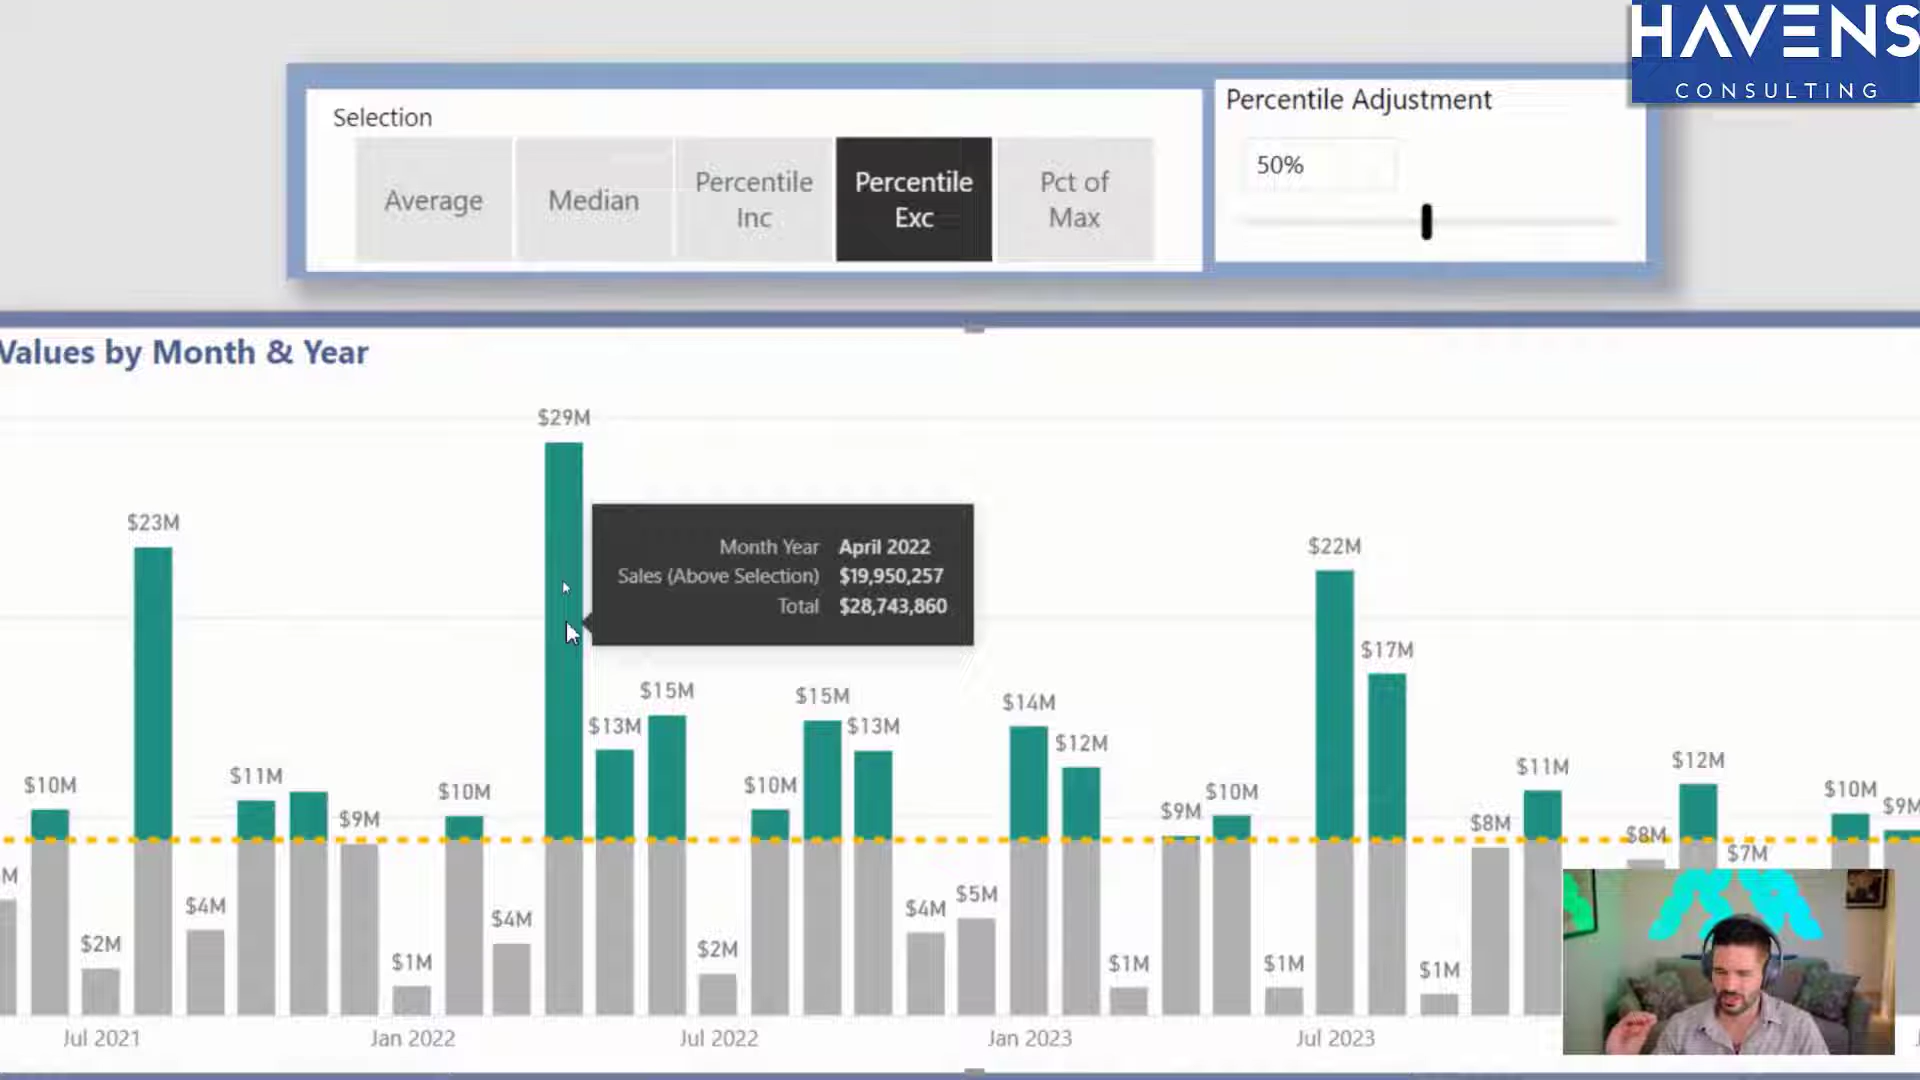 HAVENS
CONSULTING
Selection
Average
Median
Percentile
Inc
Percentile
Exc
Pct of
Max
Percentile Adjustment
50%
Values by Month & Year
$29M
$23M
Month Year April 2022
Sales (Above Selection) $19,950,257
Total $28,743,860
$22M
$17M
$15M
$15M
$13M
$13M
$14M
$12M
$10M
$11M
$9M
$10M
$10M
$9M
$10M
$11M
$12M
$10M
$9M
$8M
$8M
$7M
M
$2M
$4M
$1M
$4M
$2M
$4M
$5M
$1M
$1M
$1M
Jul 2021
Jan 2022
Jul 2022
Jan 2023
Jul 2023